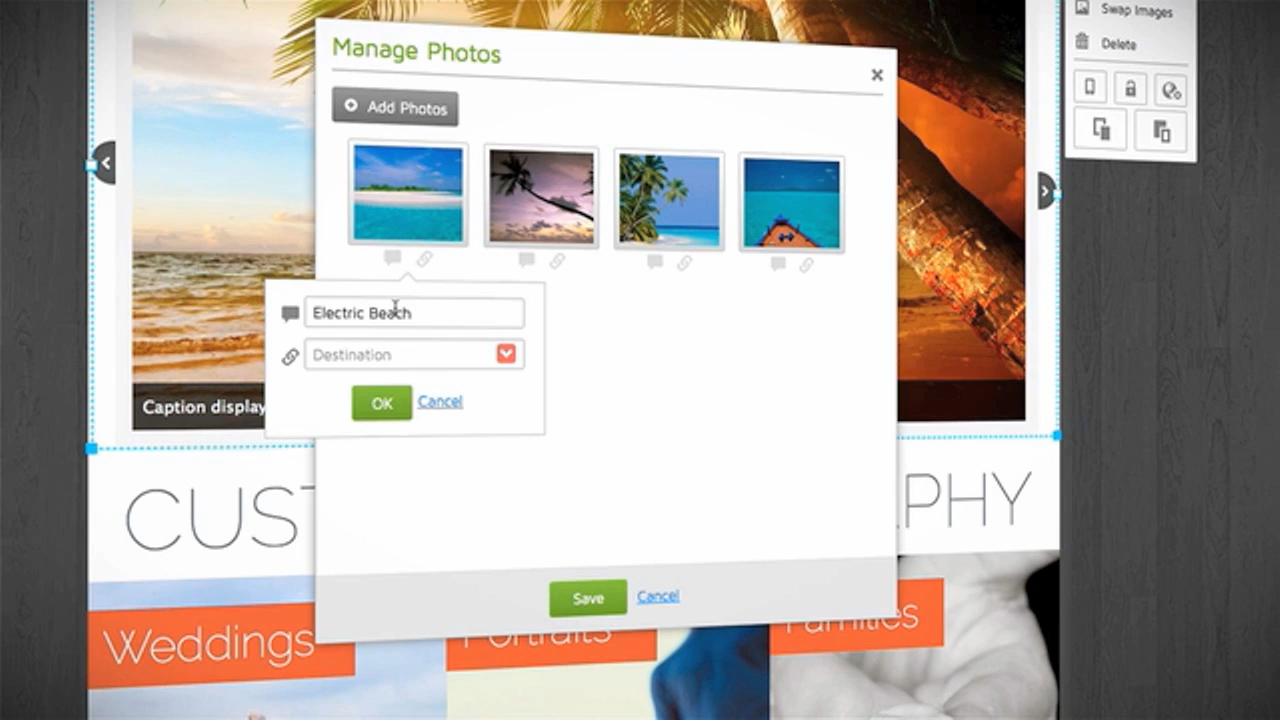 Swap Images
Delete
Manage Photos
Add Photos
Electric Beach
Destination
OK
Cancel
Caption display
CUST
PHY
Save
Cancel
Weddings
Portraits
Families